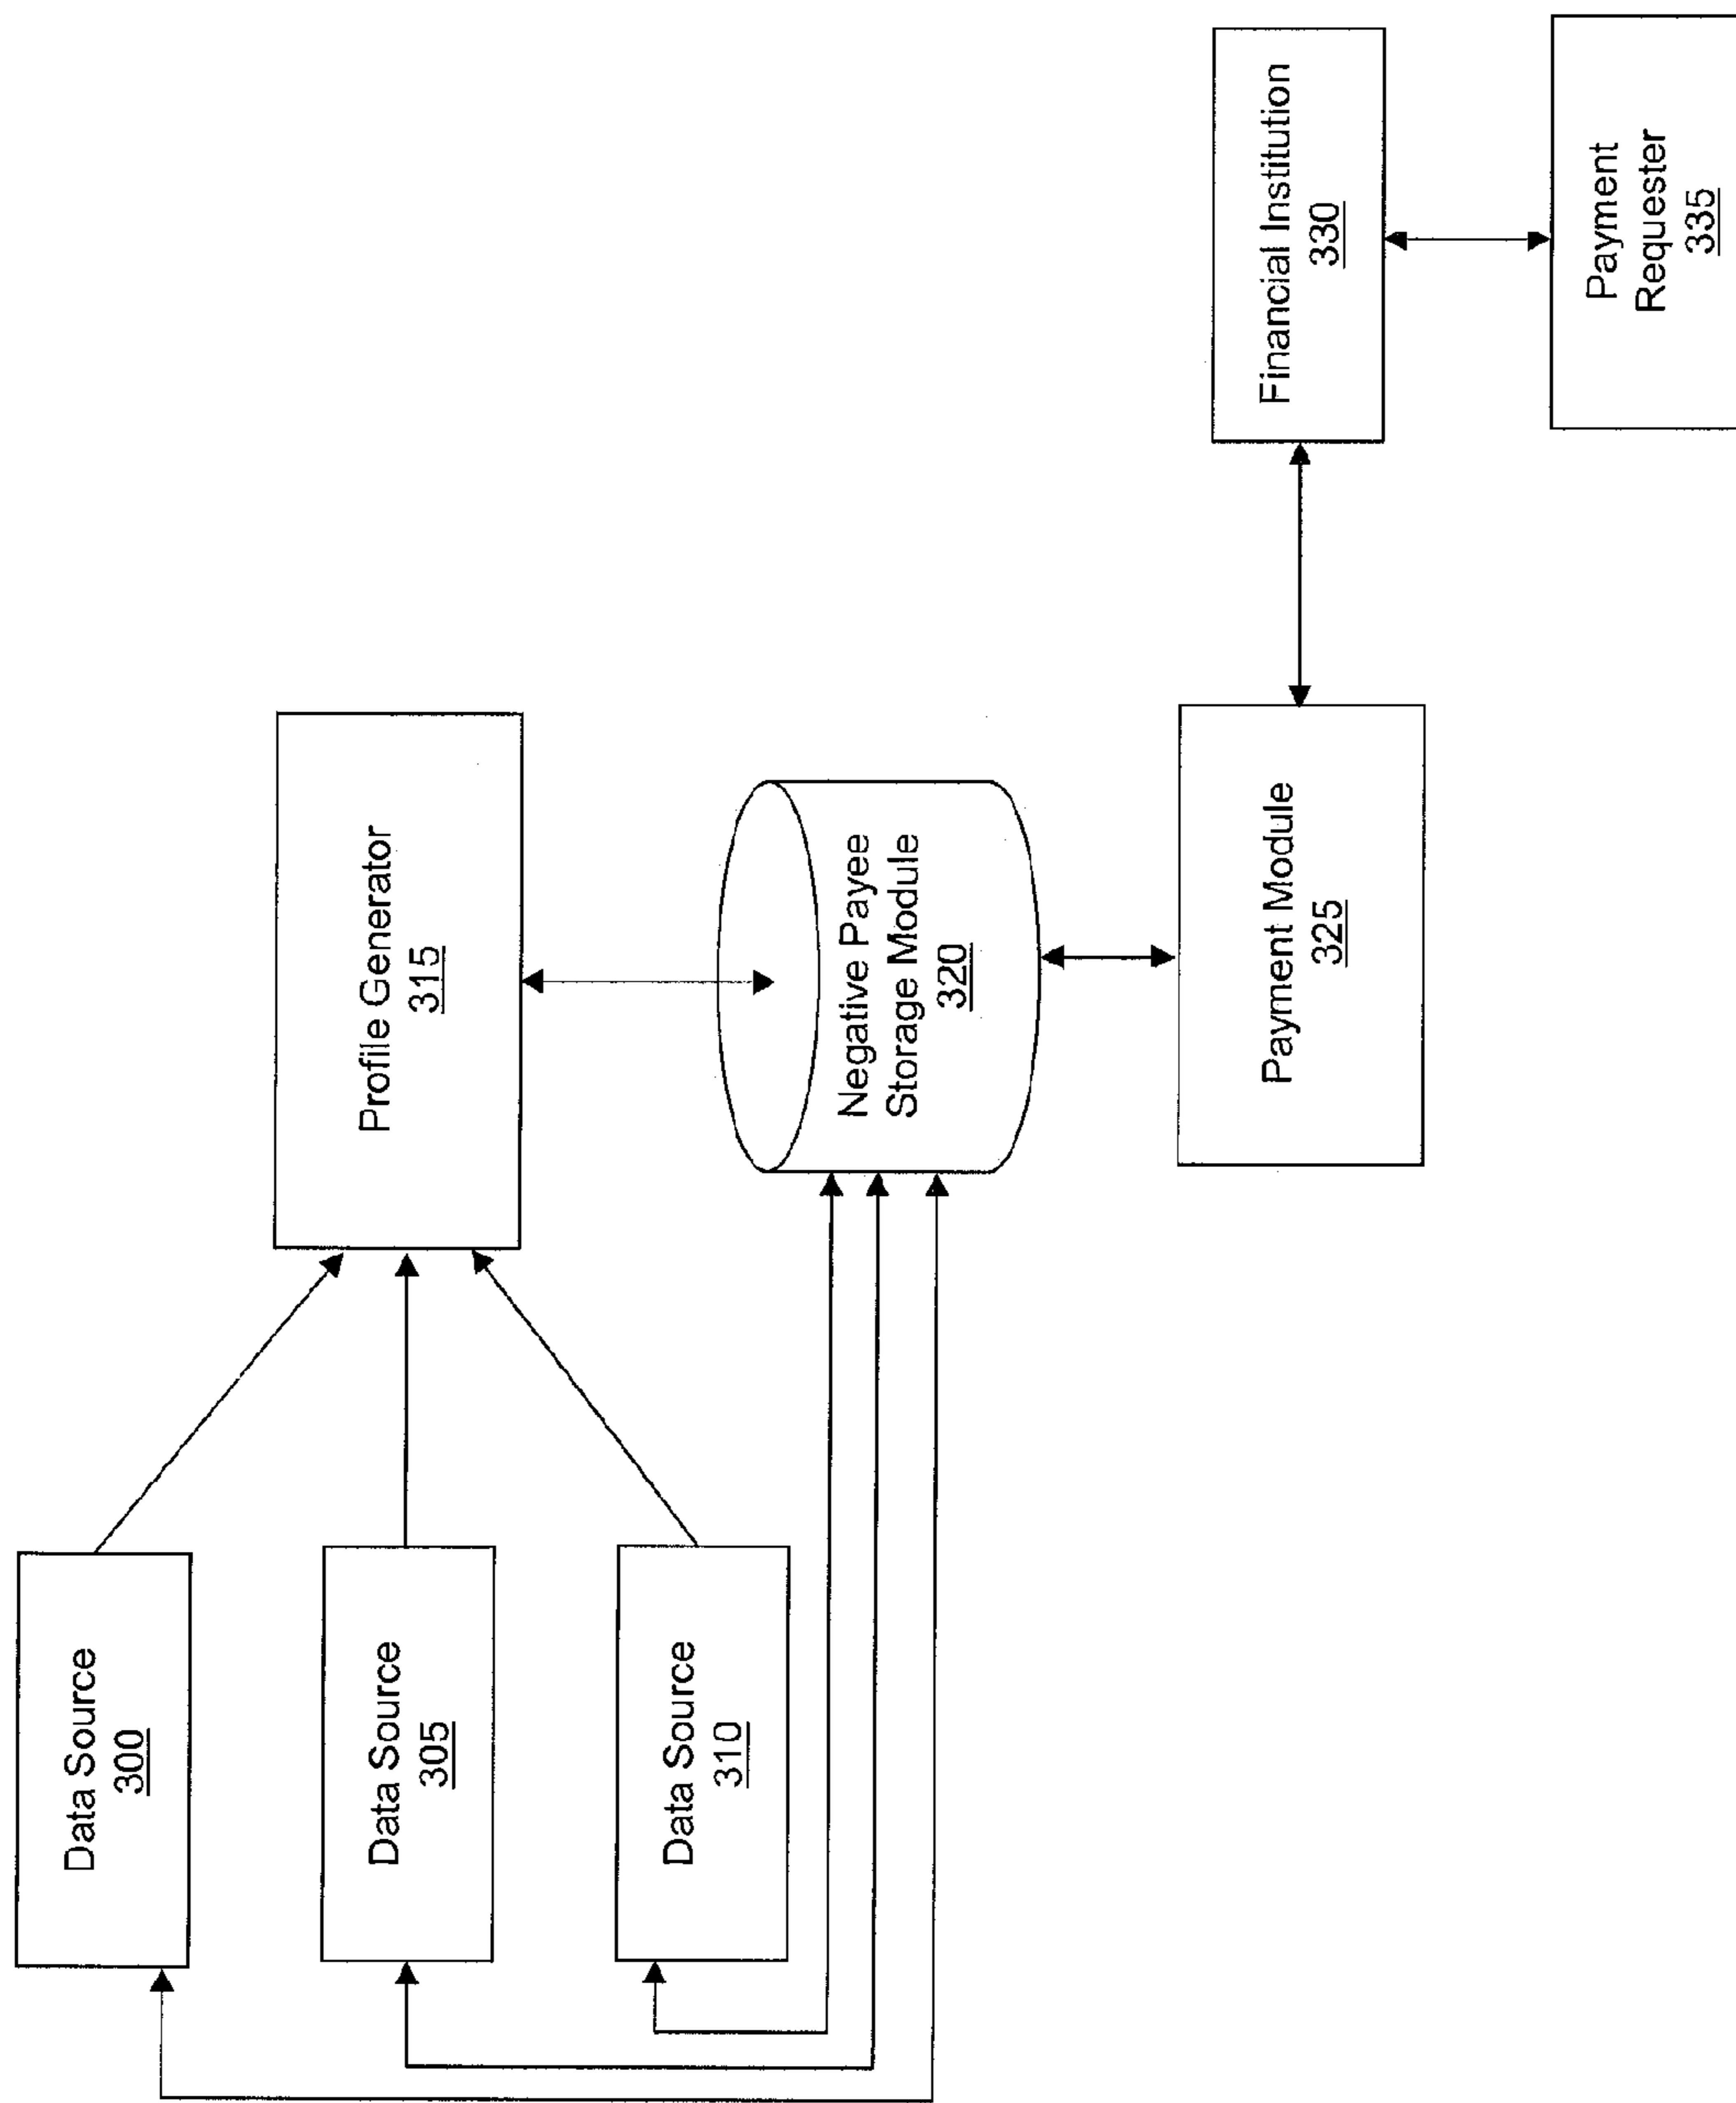 Data Source
300
Data Source
305
Data Source
310
Profile Generator
315
Negative Payee
Storage Module
320
Payment Module
325
Financial Institution
330
Payment
Requester
335